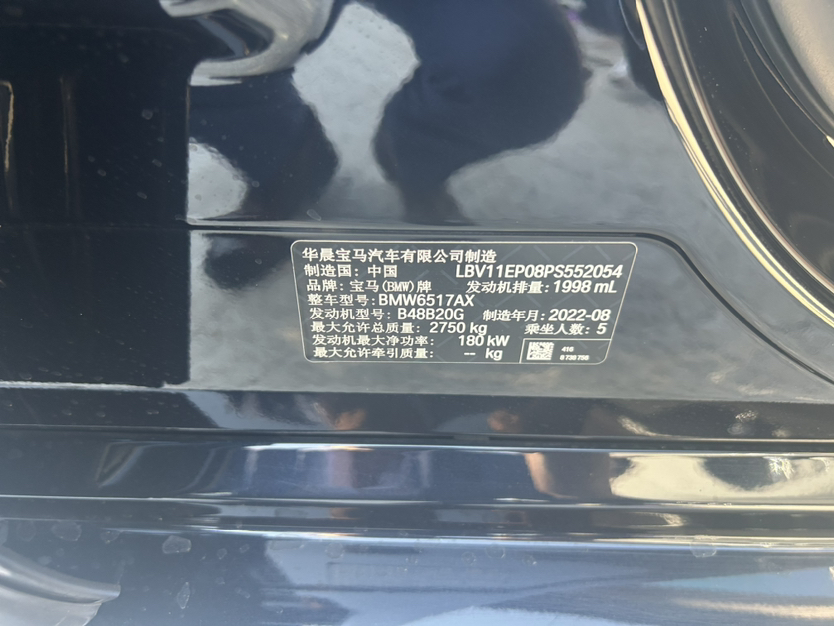 华晨宝马汽车有限公司制造
制造国：中国 LBV11EP08PS552054
品牌：宝马(BMW)牌 发动机排量：1998 mL
整车型号：BMW6517AX
发动机型号：B48B20G 制造年月：2022-08
最大允许总质量：2750 kg 乘坐人数：5
发动机最大净功率：180 kW
最大允许牵引质量：-- kg
416
6 738 755